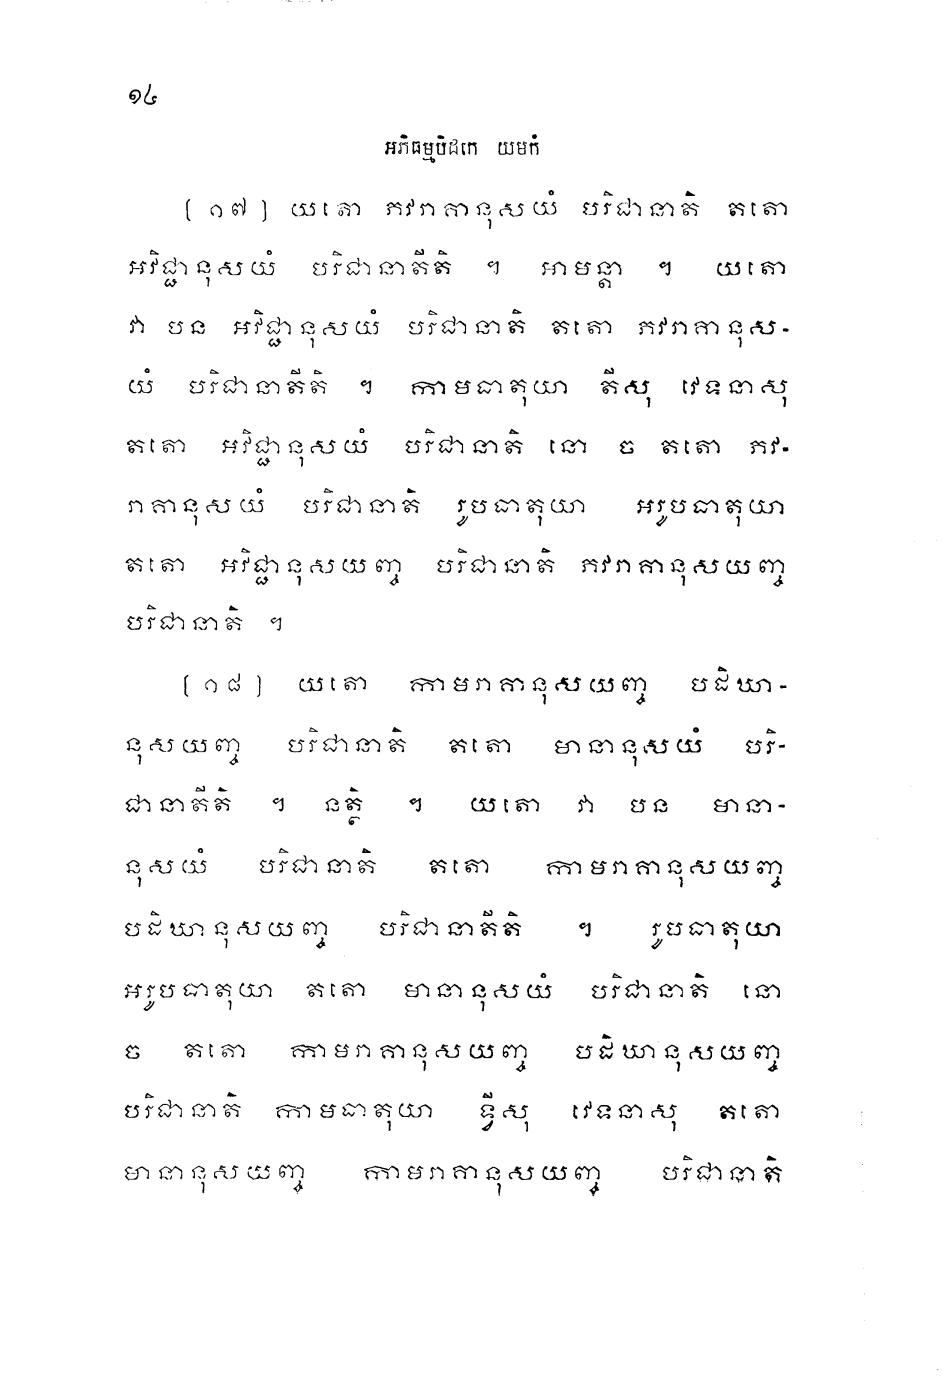 ១៤
អភិធម្មបិដកេ យមកំ
[១៧] យតោ ភវរាគានុសយំ បរិជានាតិ តតោ
អវិជ្ជានុសយំ បរិជានាតីតិ ។ អាមន្តា ។ យតោ
វា បន អវិជ្ជានុសយំ បរិជានាតិ តតោ ភវរាគានុស-
យំ បរិជានាតីតិ ។ កាមធាតុយា តីសុ វេទនាសុ
តតោ អវិជ្ជានុសយំ បរិជានាតិ នោ ច តតោ ភវ-
រាគានុសយំ បរិជានាតិ រូបធាតុយា អរូបធាតុយា
តតោ អវិជ្ជានុសយញ្ច បរិជានាតិ ភវរាគានុសយញ្ច
បរិជានាតិ ។
[១៨] យតោ កាមរាគានុសយញ្ច បដិឃា-
នុសយញ្ច បរិជានាតិ តតោ មានានុសយំ បរិ-
ជានាតីតិ ។ នត្ថិ ។ យតោ វា បន មានា-
នុសយំ បរិជានាតិ តតោ កាមរាគានុសយញ្ច
បដិឃានុសយញ្ច បរិជានាតីតិ ។ រូបធាតុយា
អរូបធាតុយា តតោ មានានុសយំ បរិជានាតិ នោ
ច តតោ កាមរាគានុសយញ្ច បដិឃានុសយញ្ច
បរិជានាតិ កាមធាតុយា ទ្វីសុ វេទនាសុ តតោ
មានានុសយញ្ច កាមរាគានុសយញ្ច បរិជានាតិ